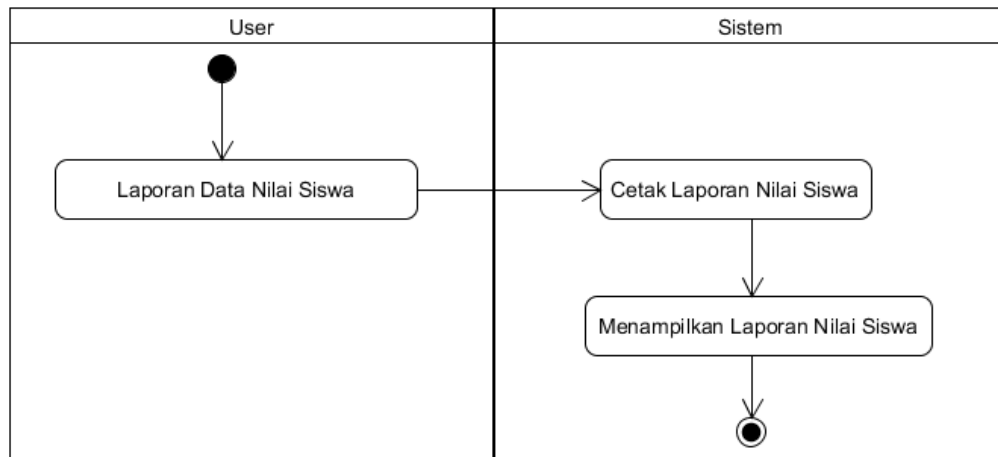 User
Sistem
Laporan Data Nilai Siswa
Cetak Laporan Nilai Siswa
Menampilkan Laporan Nilai Siswa